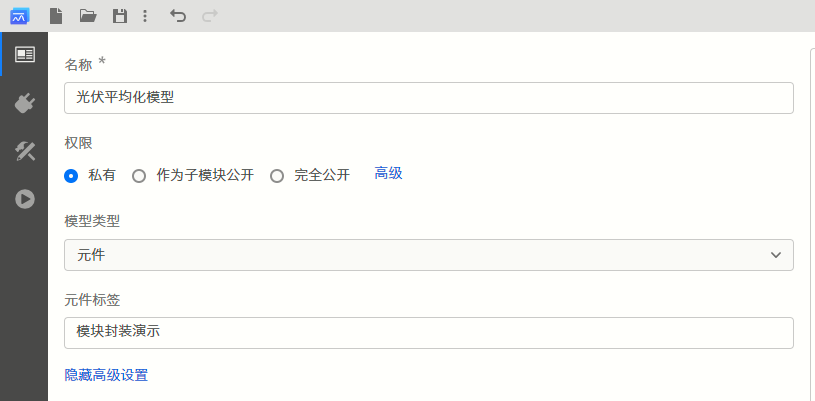 名称 *
光伏平均化模型
权限
私有 作为子模块公开 完全公开 高级
模型类型
元件
元件标签
模块封装演示
隐藏高级设置